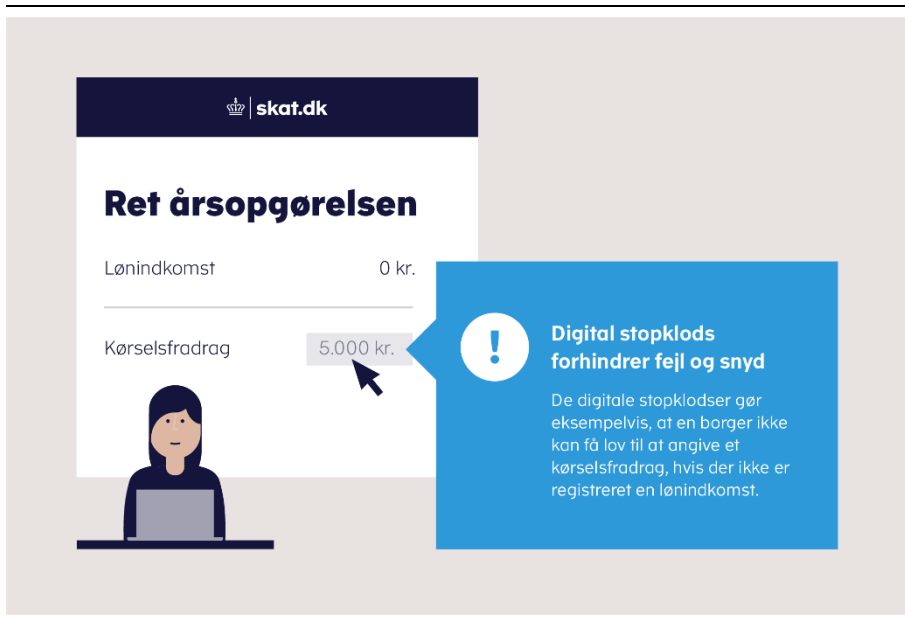 skat.dk
Ret årsopgørelsen
Lønindkomst 0 kr.
Kørselsfradrag 5.000 kr.
!
Digital stopklods
forhindrer fejl og snyd
De digitale stopklodser gør
eksempelvis, at en borger ikke
kan få lov til at angive et
kørselsfradrag, hvis der ikke er
registreret en lønindkomst.